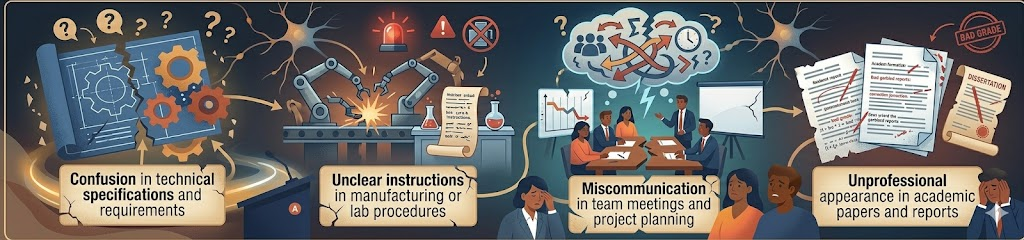 BAD GRADE
DISSERTATION
Confusion in technical
specifications and
requirements
A
Unclear instructions
in manufacturing or
lab procedures
Miscommunication
in team meetings and
project planning
Unprofessional
appearance in academic
papers and reports